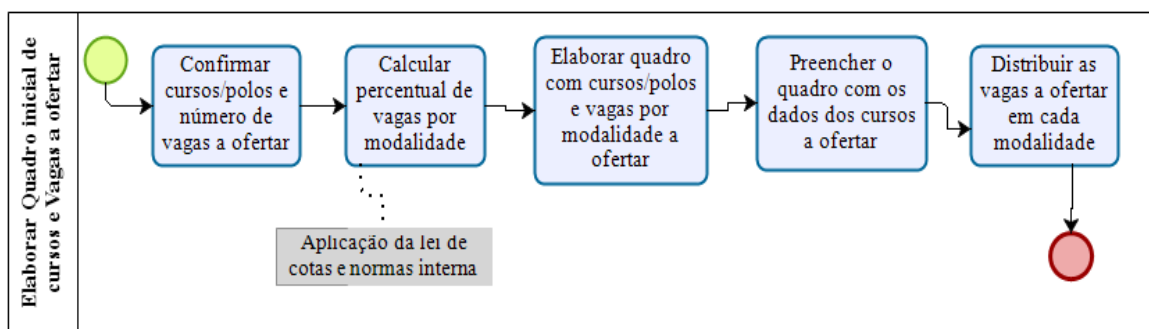 Elaborar Quadro inicial de
cursos e Vagas a ofertar
Confirmar
cursos/polos e
número de
vagas a ofertar
Calcular
percentual de
vagas por
modalidade
Elaborar quadro
com cursos/polos
e vagas por
modalidade a
ofertar
Preencher o
quadro com os
dados dos cursos
a ofertar
Distribuir as
vagas a ofertar
em cada
modalidade
Aplicação da lei de
cotas e normas interna